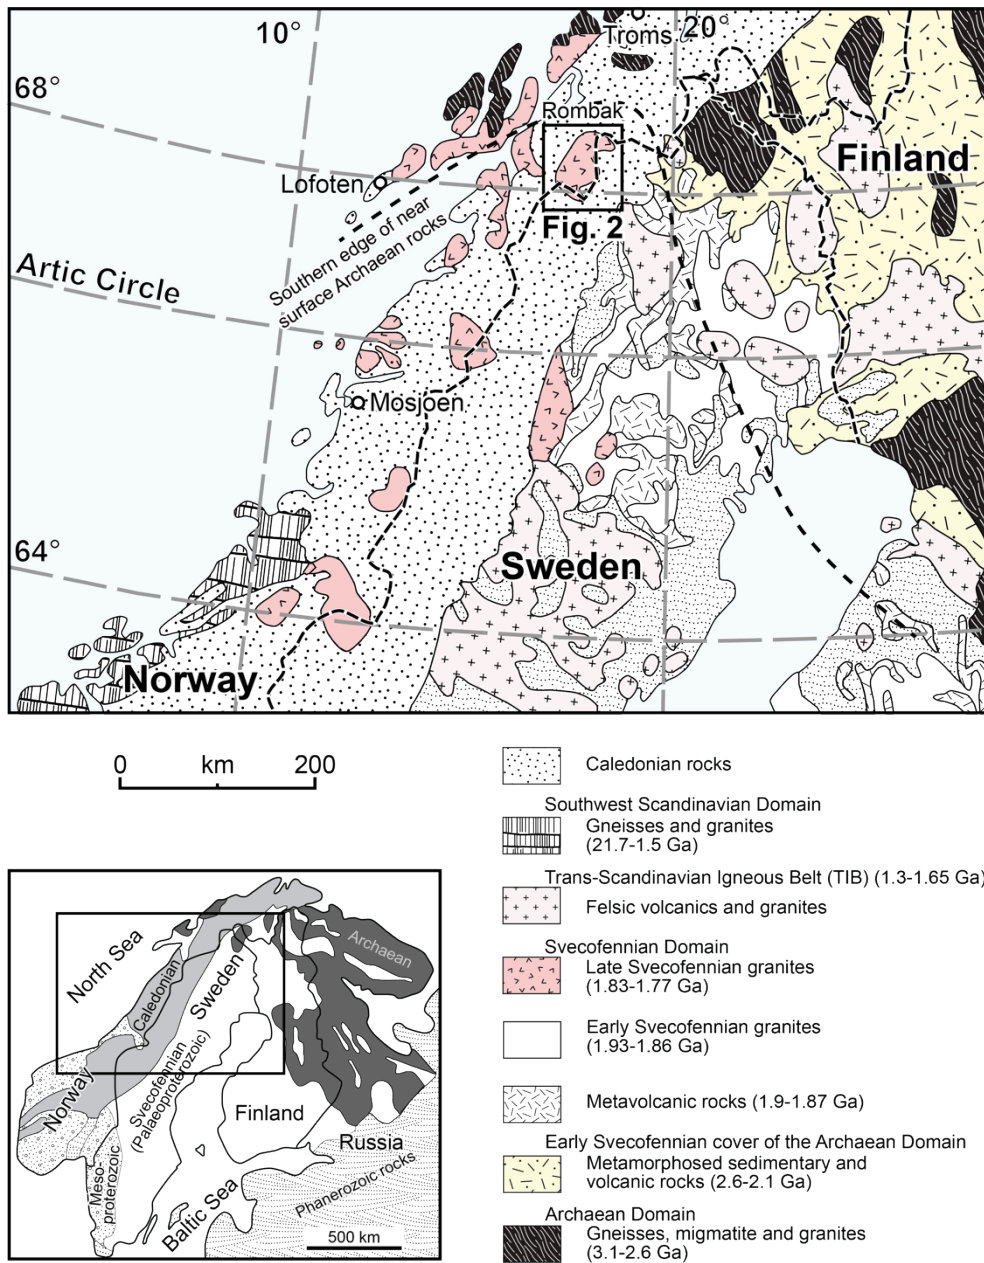 10°
Troms
20°
68°
Rombak
Finland
Lofoten
Fig. 2
Southern edge of near
surface Archaean rocks
Artic Circle
Mosjoen
64°
Sweden
Norway
0 km 200
Caledonian rocks
Southwest Scandinavian Domain
Gneisses and granites
(21.7-1.5 Ga)
Trans-Scandinavian Igneous Belt (TIB) (1.3-1.65 Ga)
Felsic volcanics and granites
Svecofennian Domain
Late Svecofennian granites
(1.83-1.77 Ga)
Early Svecofennian granites
(1.93-1.86 Ga)
Metavolcanic rocks (1.9-1.87 Ga)
Early Svecofennian cover of the Archaean Domain
Metamorphosed sedimentary and
volcanic rocks (2.6-2.1 Ga)
Archaean Domain
Gneisses, migmatite and granites
(3.1-2.6 Ga)
North Sea
Caledonian
Sweden
Archaean
Norway
Svecofennian
(Palaeoproterozoic)
Finland
Russia
Meso-
proterozoic
Baltic Sea
Phanerozoic rocks
500 km